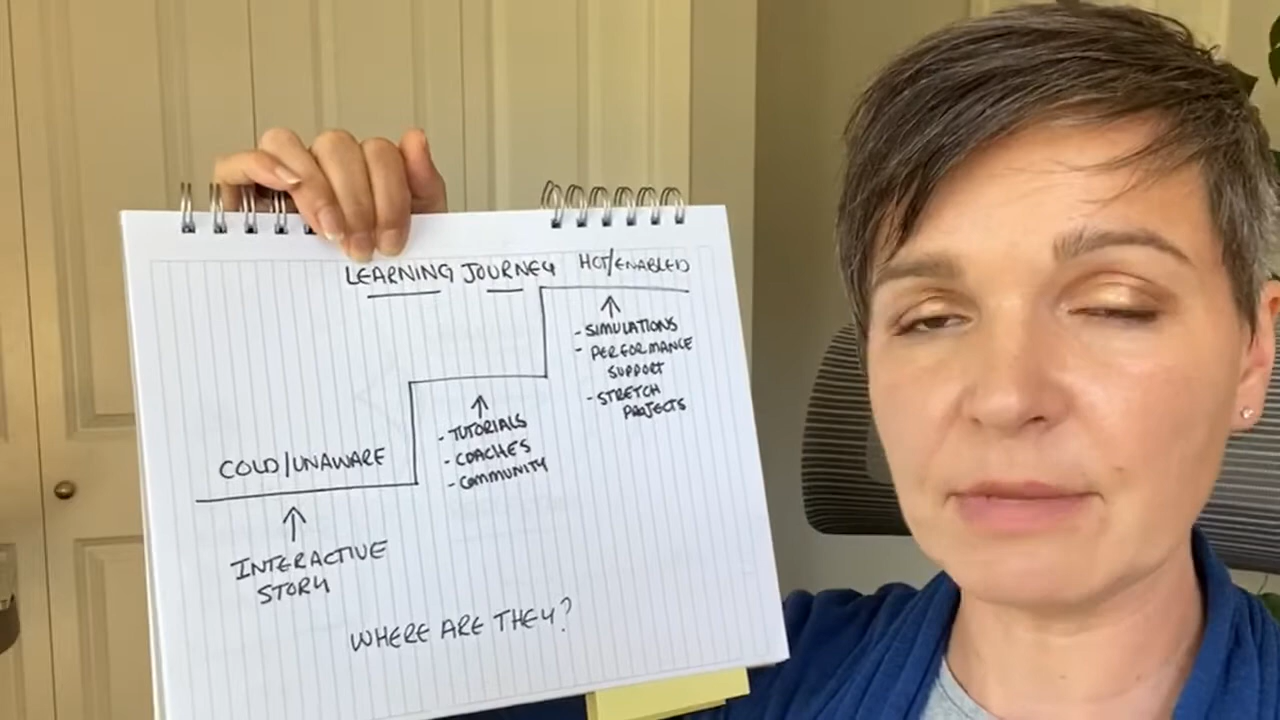 LEARNING JOURNEY
HOT/ENABLED
- SIMULATIONS
- PERFORMANCE
SUPPORT
- STRETCH
PROJECTS
- TUTORIALS
- COACHES
- COMMUNITY
COLD/UNAWARE
INTERACTIVE
STORY
WHERE ARE THEY?